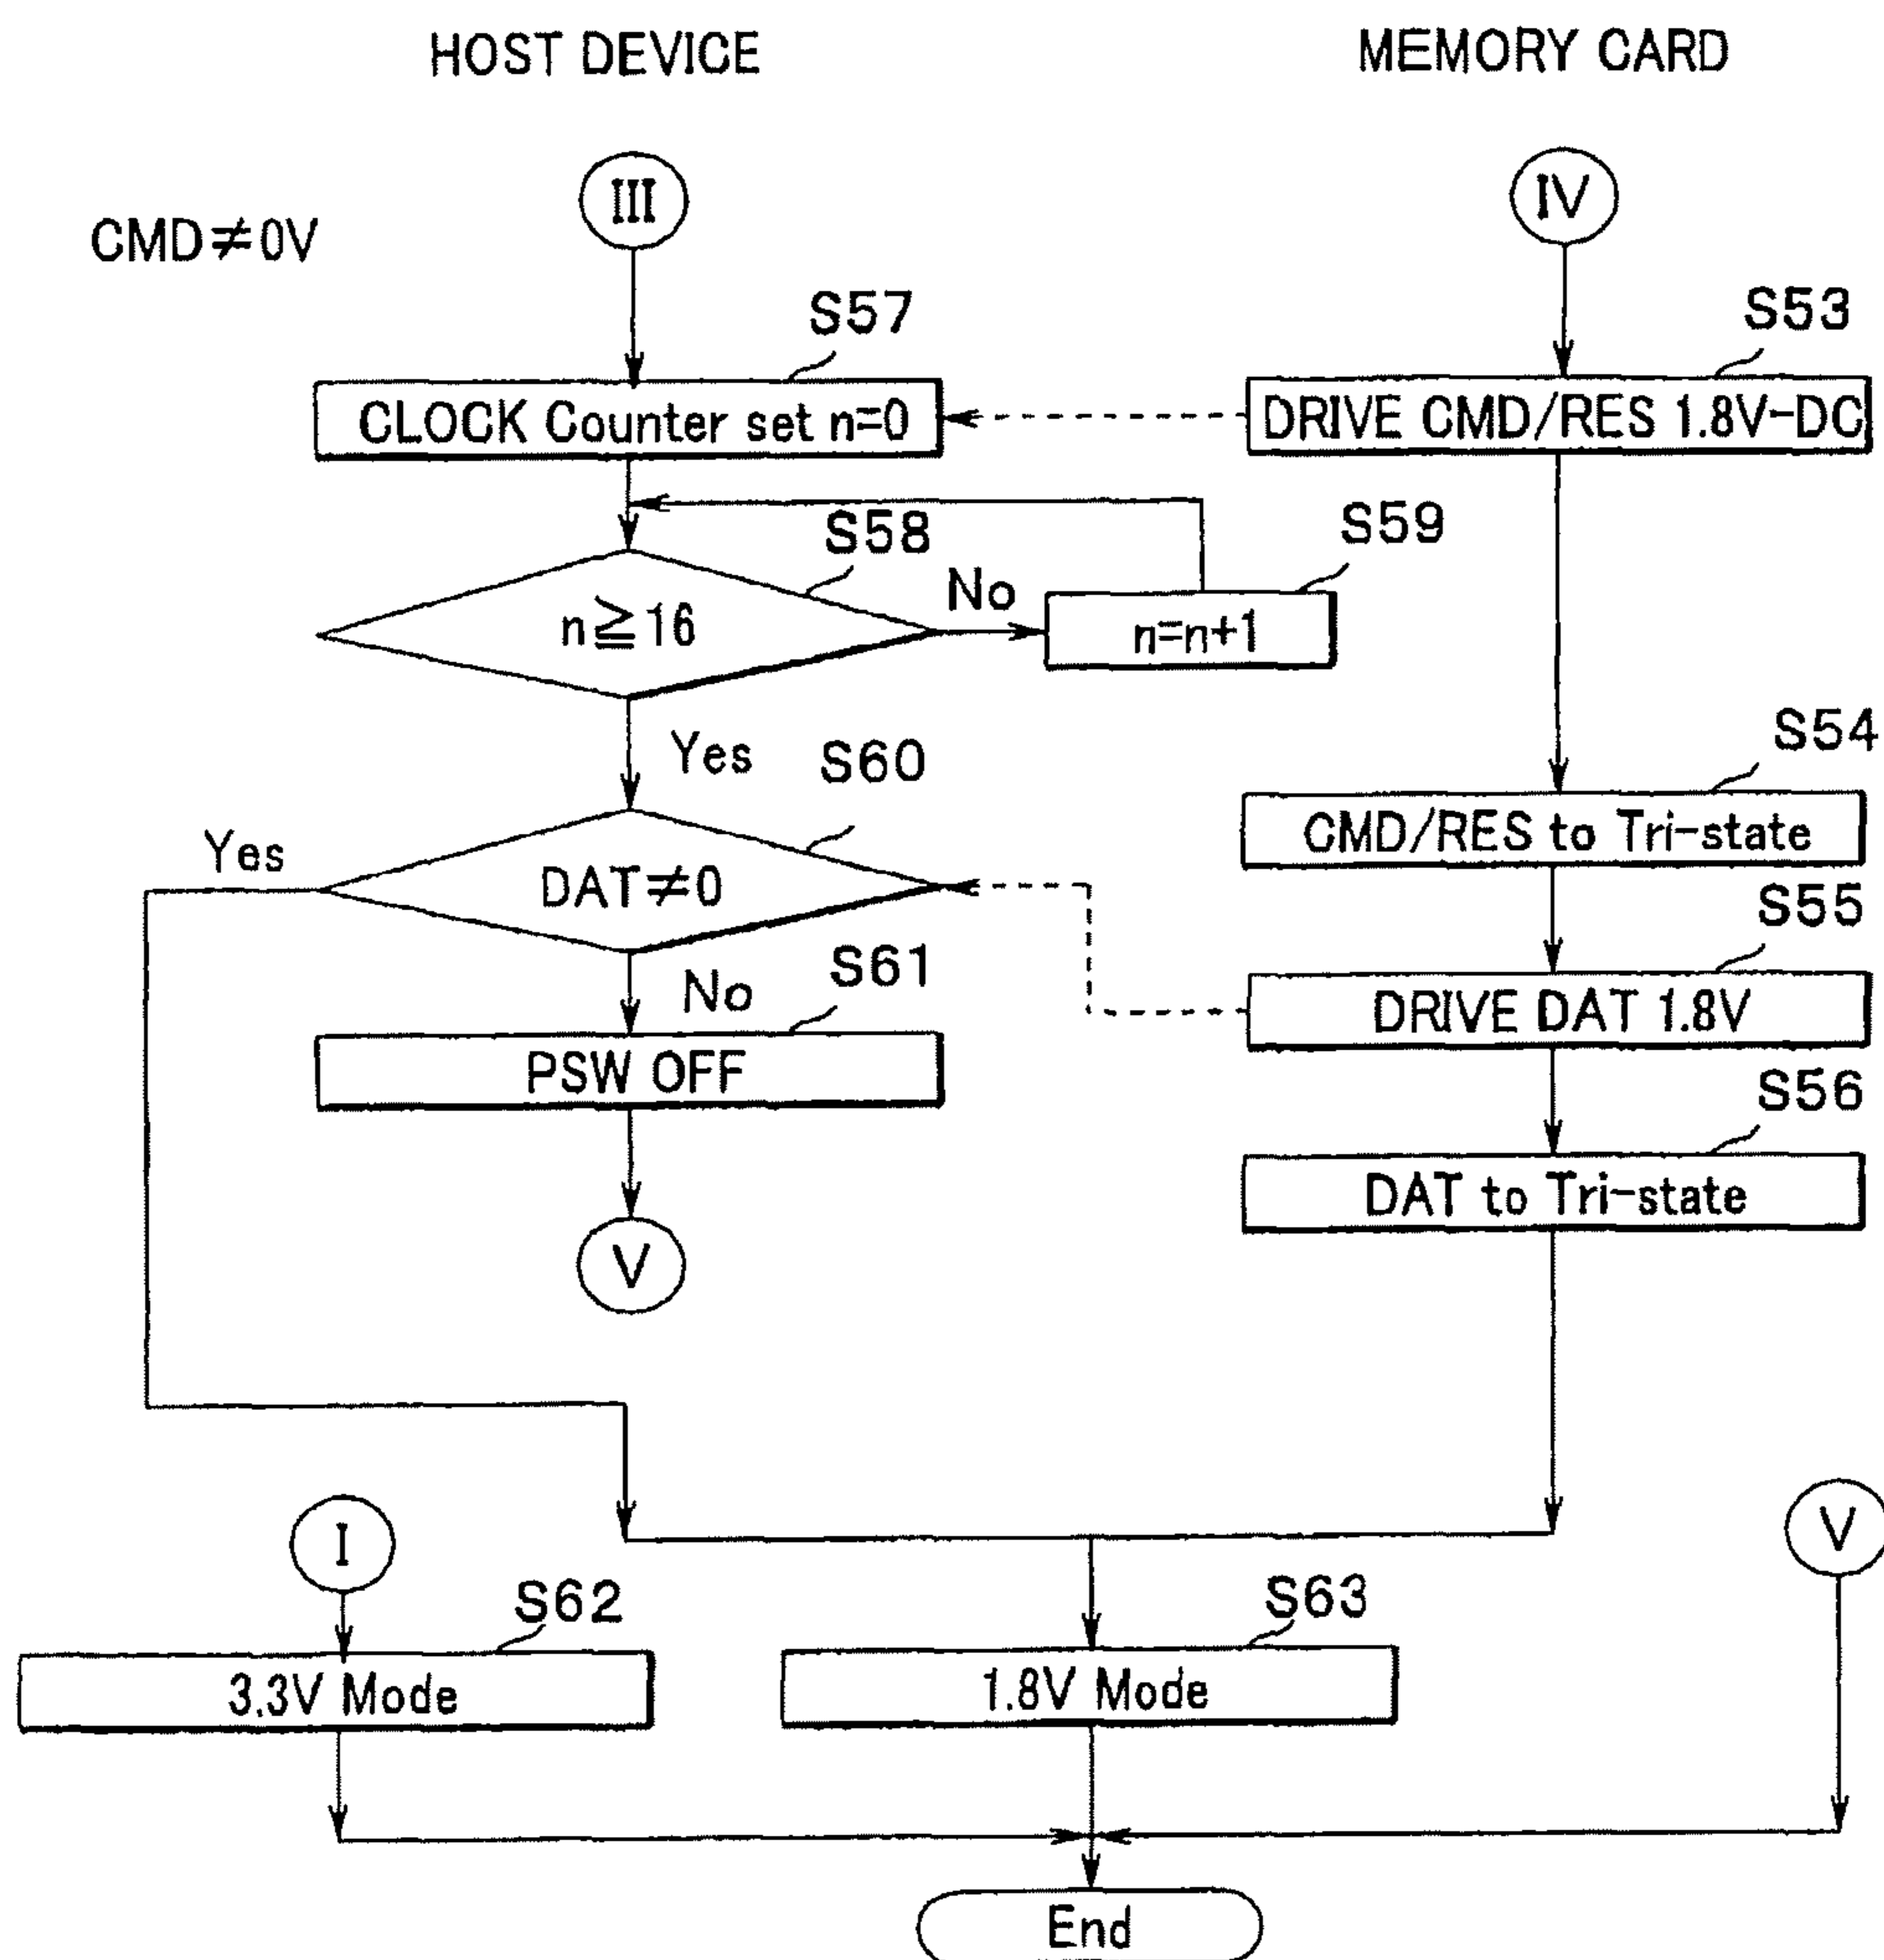 HOST DEVICE
MEMORY CARD
III
IV
CMD≠0V
S57
S53
CLOCK Counter set n=0
DRIVE CMD/RES 1.8V-DC
S58
S59
n≧16
No
n=n+1
Yes
S60
S54
Yes
CMD/RES to Tri-state
DAT≠0
S55
No
S61
DRIVE DAT 1.8V
PSW OFF
S56
DAT to Tri-state
V
I
V
S62
S63
3.3V Mode
1.8V Mode
End